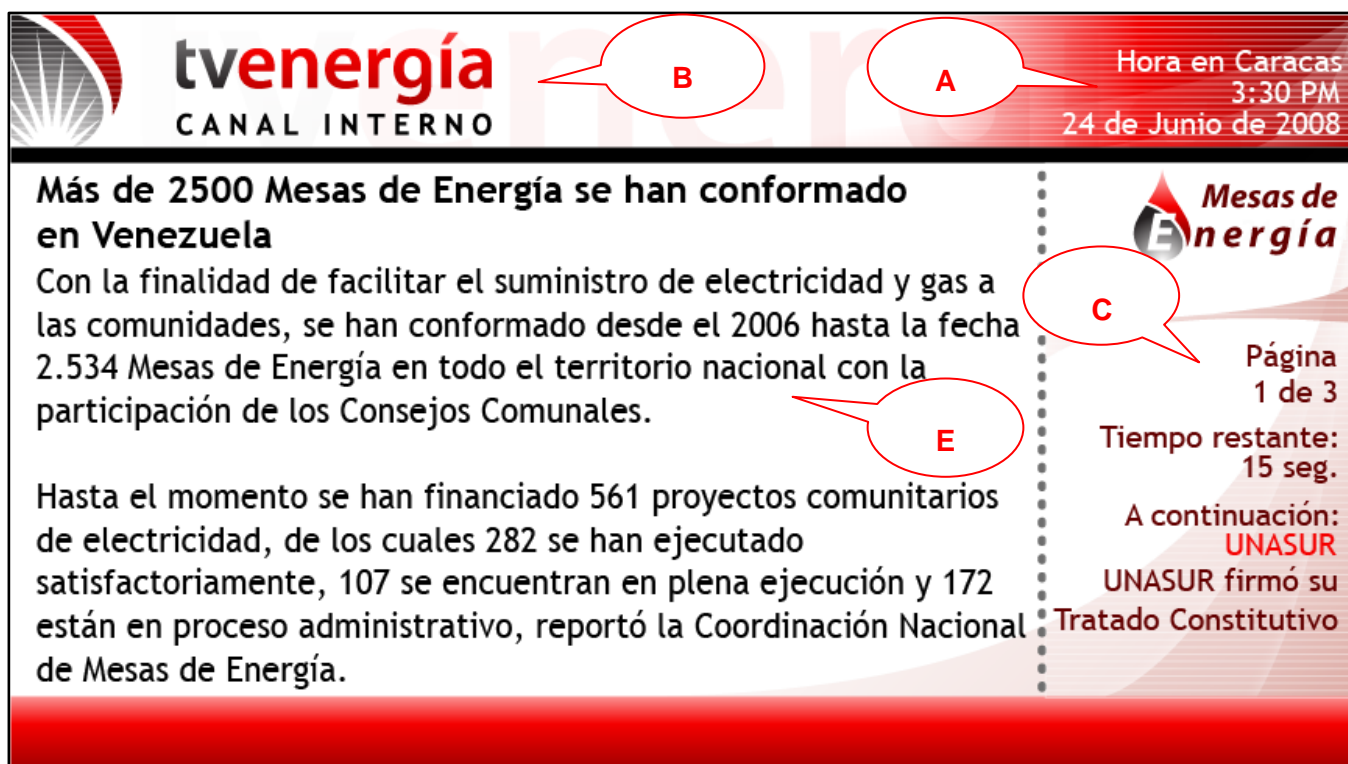 tvenergía
CANAL INTERNO
B
A
Hora en Caracas
3:30 PM
24 de Junio de 2008
Más de 2500 Mesas de Energía se han conformado
en Venezuela
Con la finalidad de facilitar el suministro de electricidad y gas a
las comunidades, se han conformado desde el 2006 hasta la fecha
2.534 Mesas de Energía en todo el territorio nacional con la
participación de los Consejos Comunales.
E
Hasta el momento se han financiado 561 proyectos comunitarios
de electricidad, de los cuales 282 se han ejecutado
satisfactoriamente, 107 se encuentran en plena ejecución y 172
están en proceso administrativo, reportó la Coordinación Nacional
de Mesas de Energía.
Mesas de
Energía
C
Página
1 de 3
Tiempo restante:
15 seg.
A continuación:
UNASUR
UNASUR firmó su
Tratado Constitutivo